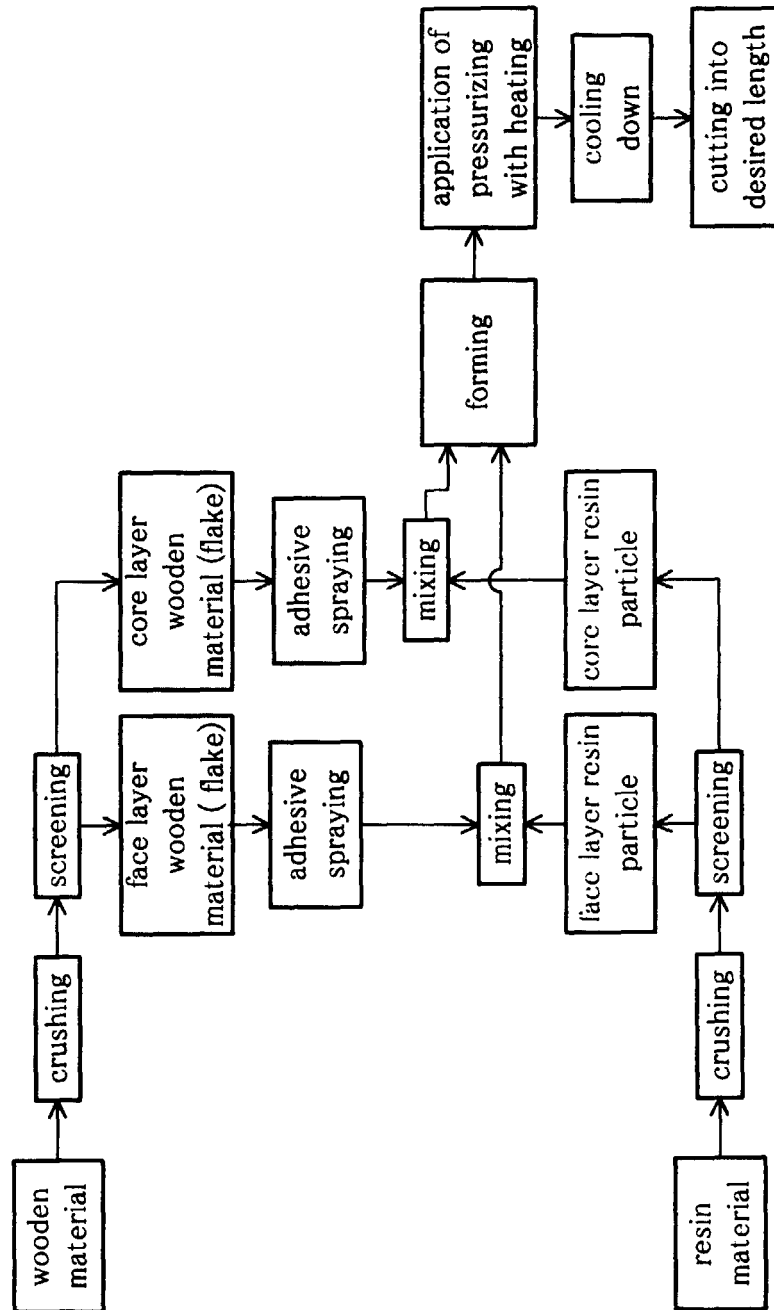 wooden
material
crushing
screening
face layer
wooden
material ( flake)
core layer
wooden
material (flake)
adhesive
spraying
adhesive
spraying
mixing
mixing
face layer resin
particle
core layer resin
particle
resin
material
crushing
screening
forming
application of
pressurizing
with heating
cooling
down
cutting into
desired length